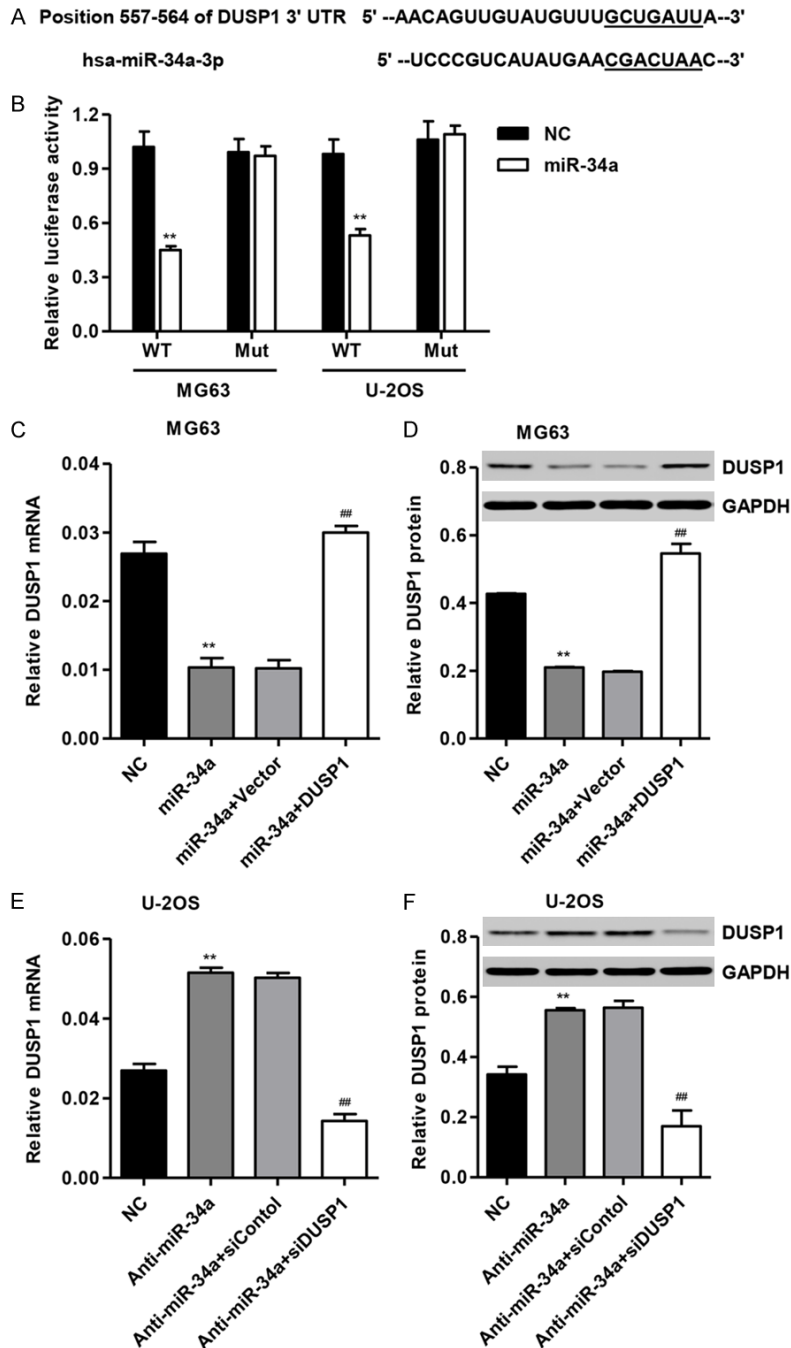 A Position 557-564 of DUSP1 3' UTR 5' --AACAGUUGUAUGUUUGCUGAUUA--3'
hsa-miR-34a-3p 5' --UCCCGUCAUAUGAACGACUAAC--3'
B
Relative luciferase activity
1.2
0.9
0.6
0.3
0.0
** **
NC
miR-34a
WT Mut WT Mut
MG63 U-2OS
C MG63
Relative DUSP1 mRNA
0.04
0.03
0.02
0.01
0.00
**
##
NC
miR-34a
miR-34a+Vector
miR-34a+DUSP1
D MG63
DUSP1
GAPDH
Relative DUSP1 protein
0.8
0.6
0.4
0.2
0.0
**
##
NC
miR-34a
miR-34a+Vector
miR-34a+DUSP1
E U-2OS
Relative DUSP1 mRNA
0.06
0.04
0.02
0.00
**
##
NC
Anti-miR-34a
Anti-miR-34a+siContol
Anti-miR-34a+siDUSP1
F U-2OS
DUSP1
GAPDH
Relative DUSP1 protein
0.8
0.6
0.4
0.2
0.0
**
##
NC
Anti-miR-34a
Anti-miR-34a+siContol
Anti-miR-34a+siDUSP1